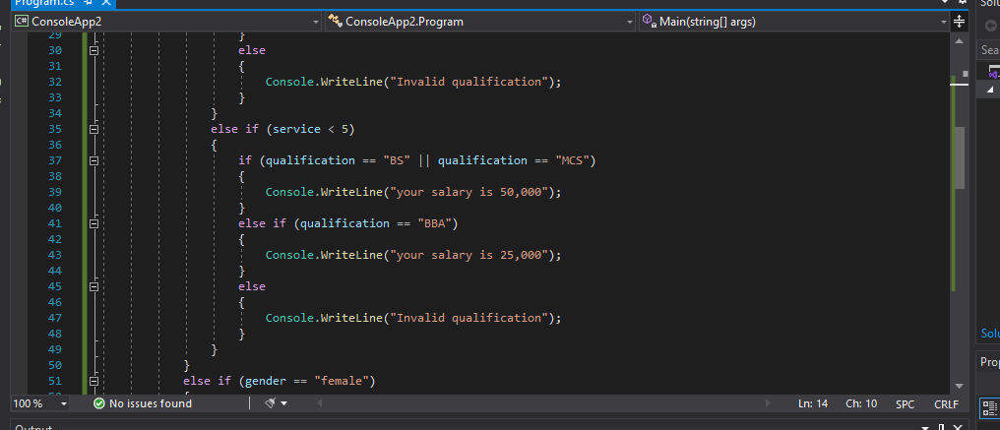 Program.cs
Solu
C# ConsoleApp2 ConsoleApp2.Program Main(string[] args)
Sea
29 }
30 else
31 {
32 Console.WriteLine("Invalid qualification");
33 }
34 }
35 else if (service < 5)
36 {
37 if (qualification == "BS" || qualification == "MCS")
38 {
39 Console.WriteLine("your salary is 50,000");
40 }
41 else if (qualification == "BBA")
42 {
43 Console.WriteLine("your salary is 25,000");
44 }
45 else
46 {
47 Console.WriteLine("Invalid qualification");
48 }
49 }
50 }
51 else if (gender == "female")
Solu
Prop
100 % No issues found Ln: 14 Ch: 10 SPC CRLF
Output